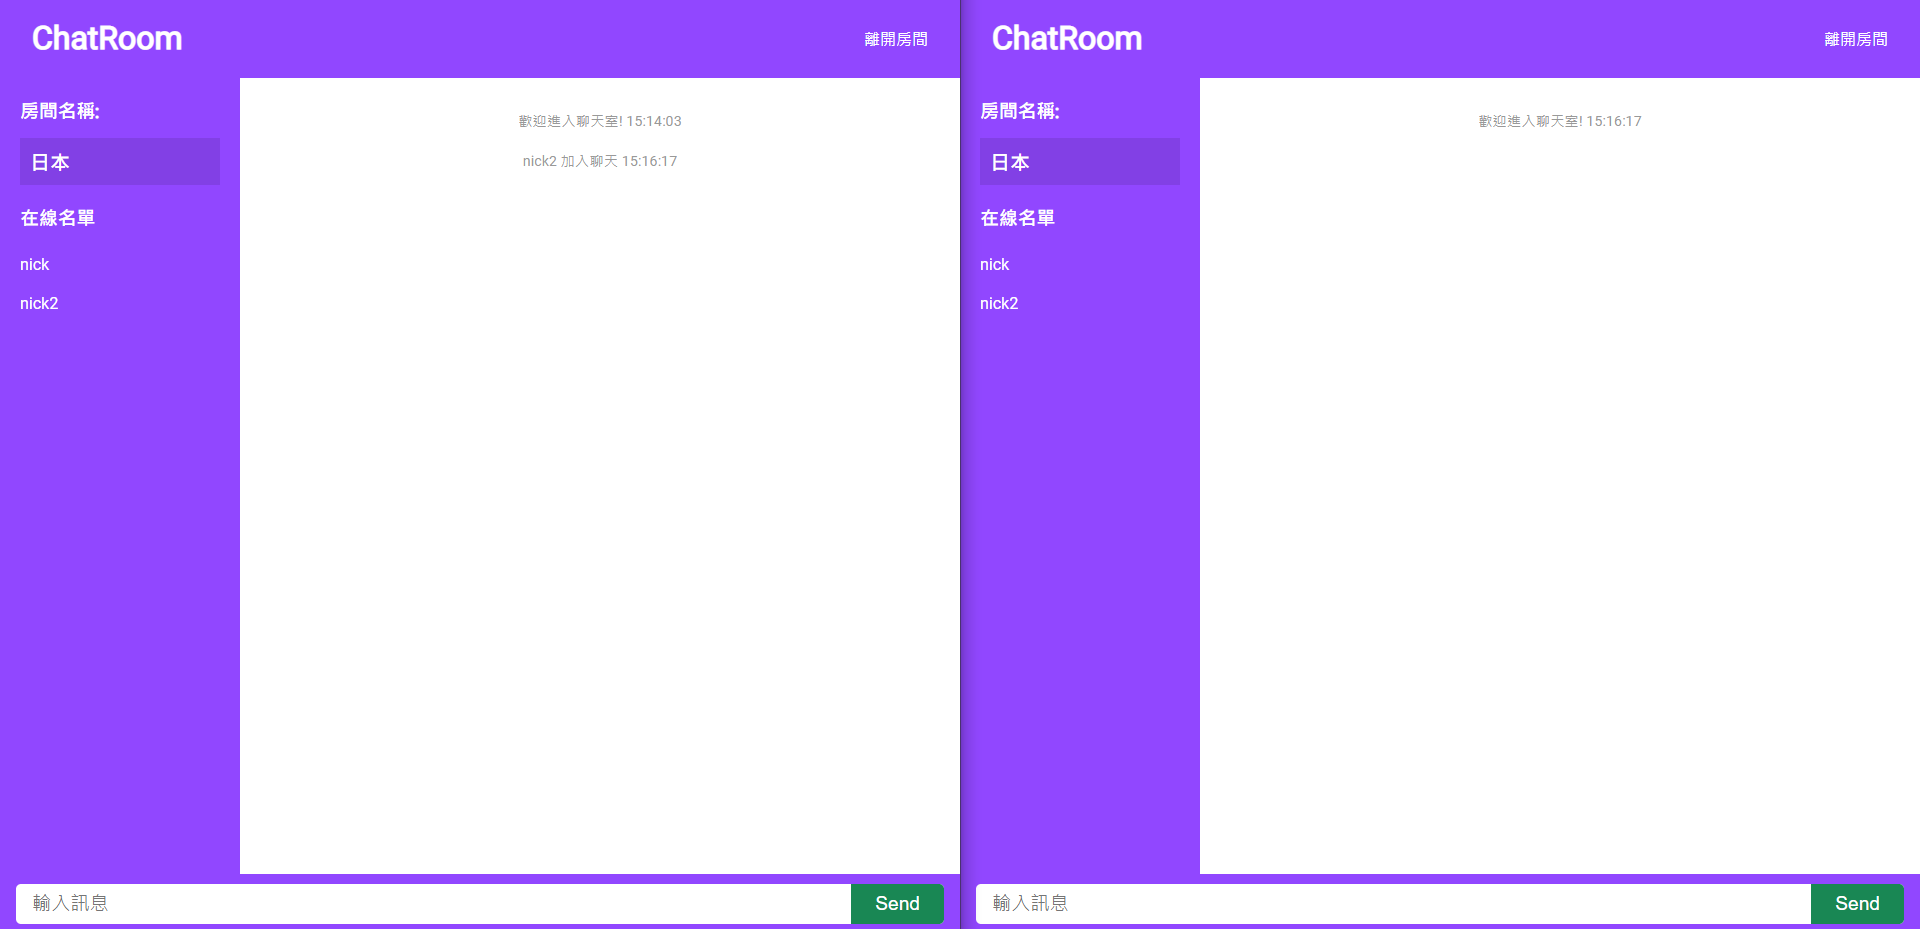 ChatRoom
離開房間
房間名稱:
日本
在線名單
nick
nick2
歡迎進入聊天室! 15:14:03
nick2 加入聊天 15:16:17
輸入訊息
Send
ChatRoom
離開房間
房間名稱:
日本
在線名單
nick
nick2
歡迎進入聊天室! 15:16:17
輸入訊息
Send